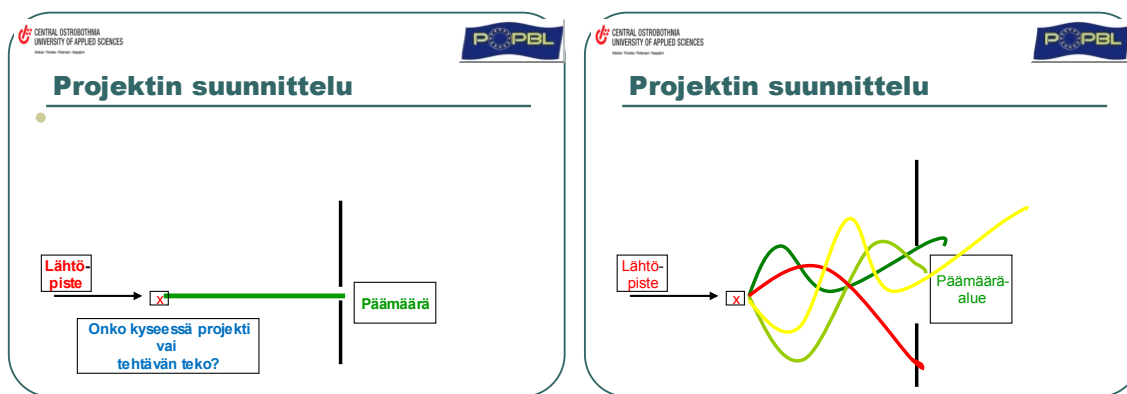 CENTRAL OSTROBOTHNIA
UNIVERSITY OF APPLIED SCIENCES
POPBL
Projektin suunnittelu
Lähtö-
piste
x
Päämäärä
Onko kyseessä projekti
vai
tehtävän teko?
CENTRAL OSTROBOTHNIA
UNIVERSITY OF APPLIED SCIENCES
POPBL
Projektin suunnittelu
Lähtö-
piste
x
Päämäärä-
alue